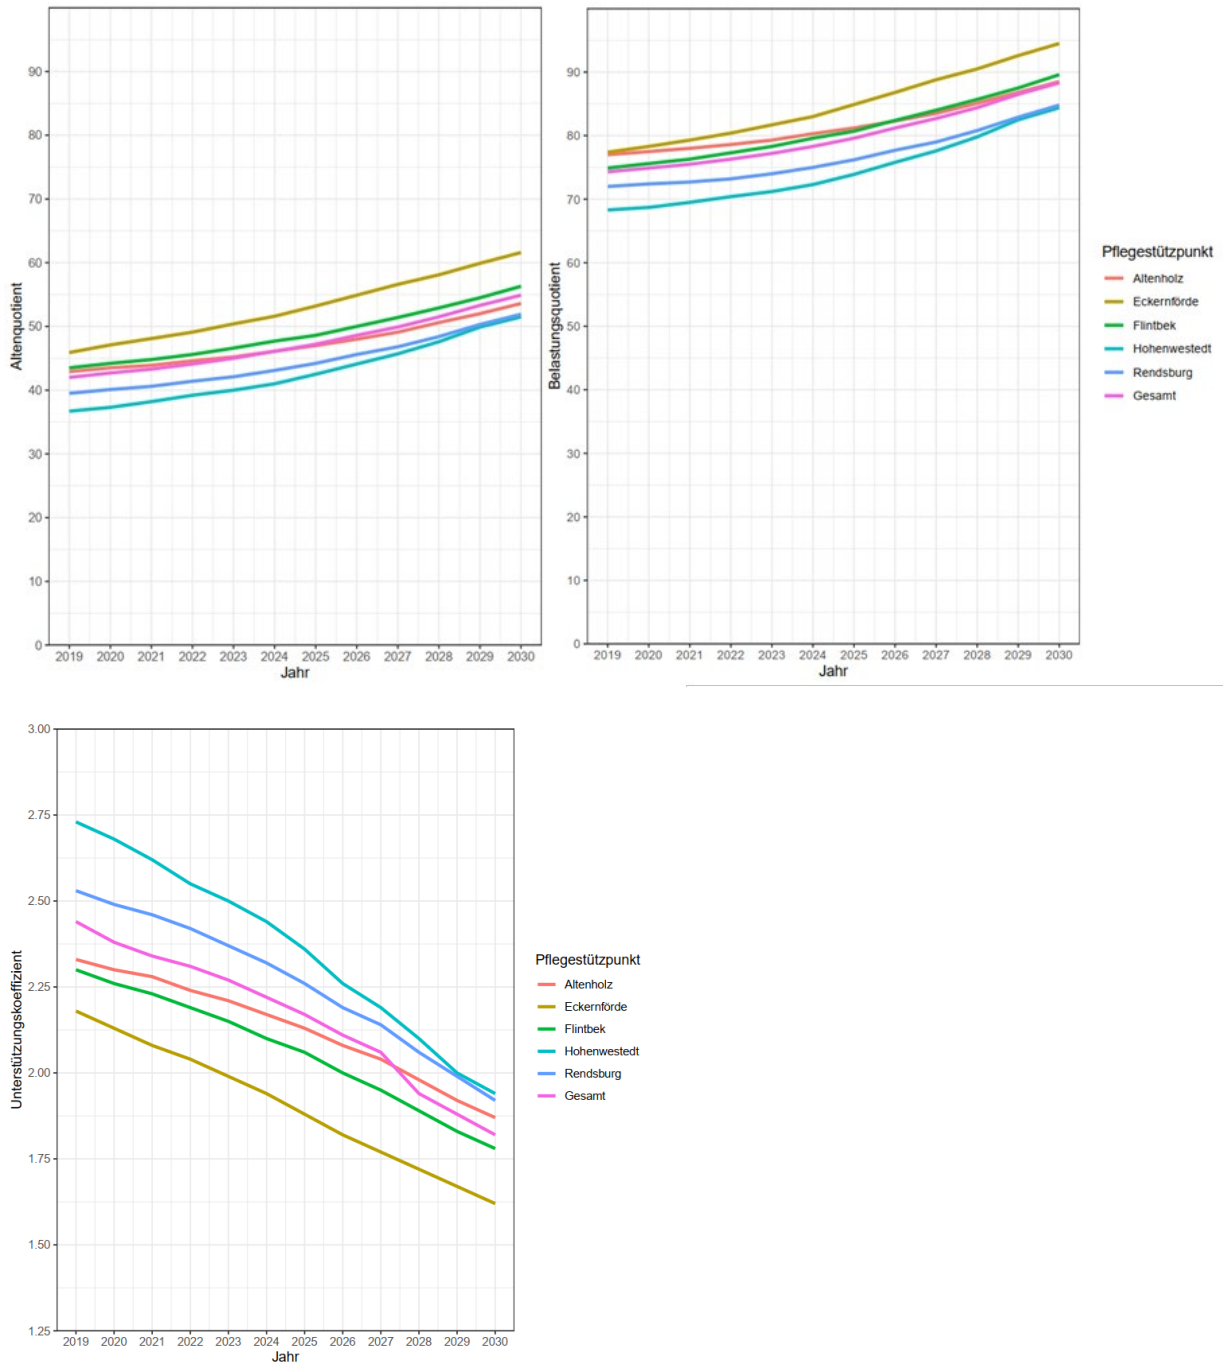 Altenquotient
90
80
70
60
50
40
30
20
10
0
2019 2020 2021 2022 2023 2024 2025 2026 2027 2028 2029 2030
Jahr
Belastungsquotient
90
80
70
60
50
40
30
20
10
0
2019 2020 2021 2022 2023 2024 2025 2026 2027 2028 2029 2030
Jahr
Pflegestützpunkt
Altenholz
Eckernförde
Flintbek
Hohenwestedt
Rendsburg
Gesamt
Unterstützungskoeffizient
3.00
2.75
2.50
2.25
2.00
1.75
1.50
1.25
2019 2020 2021 2022 2023 2024 2025 2026 2027 2028 2029 2030
Jahr
Pflegestützpunkt
Altenholz
Eckernförde
Flintbek
Hohenwestedt
Rendsburg
Gesamt